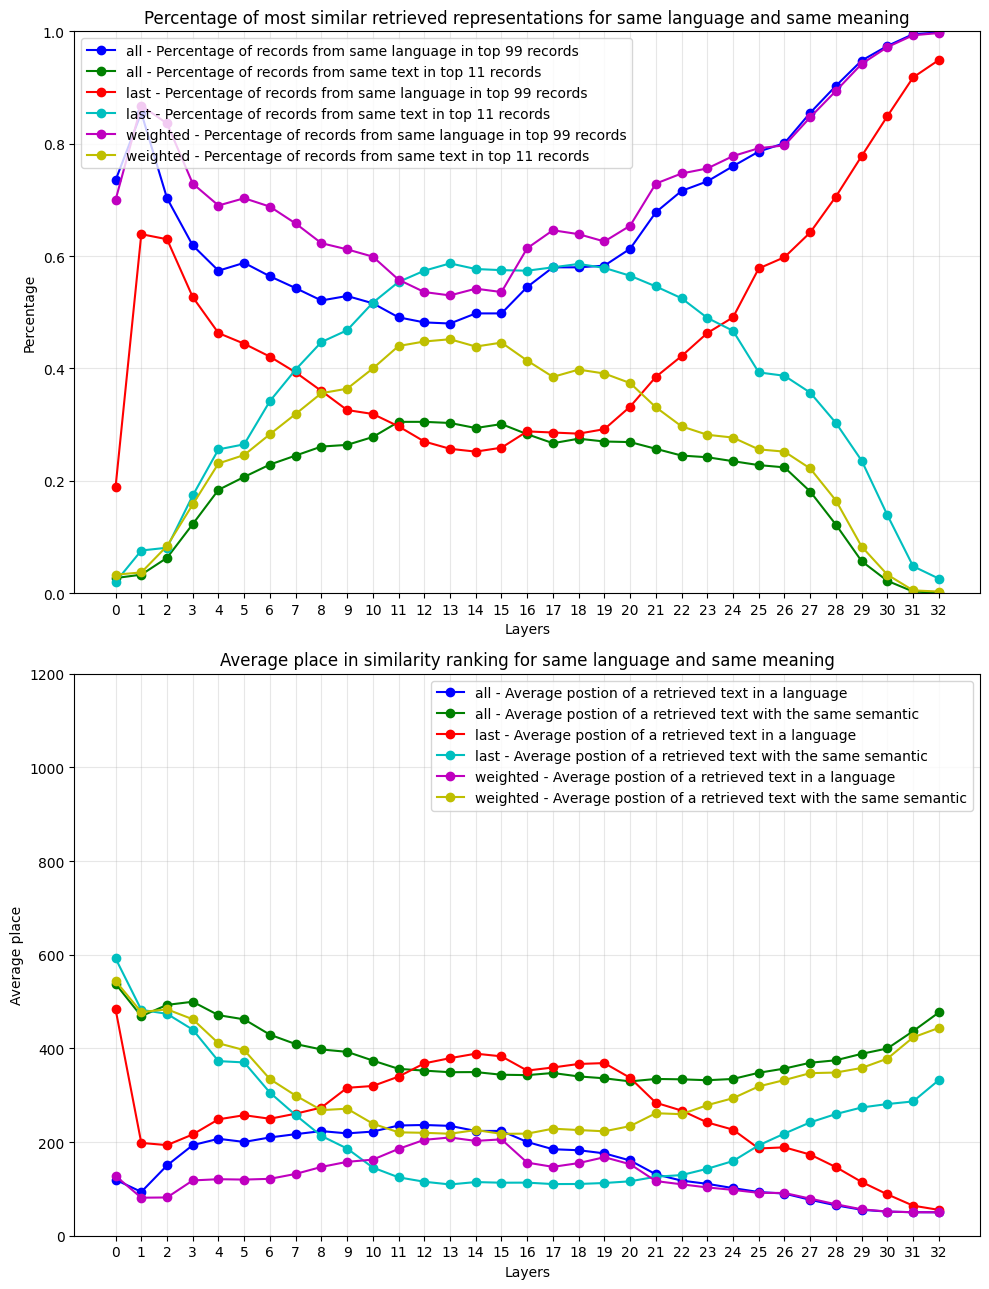 Percentage of most similar retrieved representations for same language and same meaning
1.0
0.8
0.6
0.4
0.2
0.0
Percentage
all - Percentage of records from same language in top 99 records
all - Percentage of records from same text in top 11 records
last - Percentage of records from same language in top 99 records
last - Percentage of records from same text in top 11 records
weighted - Percentage of records from same language in top 99 records
weighted - Percentage of records from same text in top 11 records
0 1 2 3 4 5 6 7 8 9 10 11 12 13 14 15 16 17 18 19 20 21 22 23 24 25 26 27 28 29 30 31 32
Layers
Average place in similarity ranking for same language and same meaning
1200
1000
800
600
400
200
0
Average place
all - Average postion of a retrieved text in a language
all - Average postion of a retrieved text with the same semantic
last - Average postion of a retrieved text in a language
last - Average postion of a retrieved text with the same semantic
weighted - Average postion of a retrieved text in a language
weighted - Average postion of a retrieved text with the same semantic
0 1 2 3 4 5 6 7 8 9 10 11 12 13 14 15 16 17 18 19 20 21 22 23 24 25 26 27 28 29 30 31 32
Layers